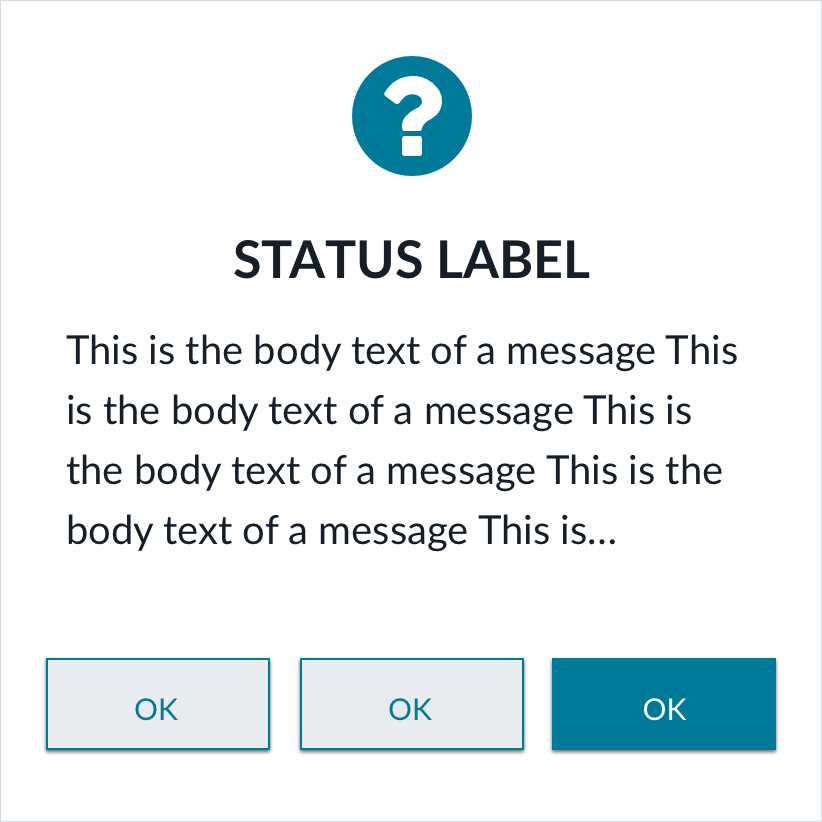 ?
STATUS LABEL
This is the body text of a message This
is the body text of a message This is
the body text of a message This is the
body text of a message This is...
OK OK OK